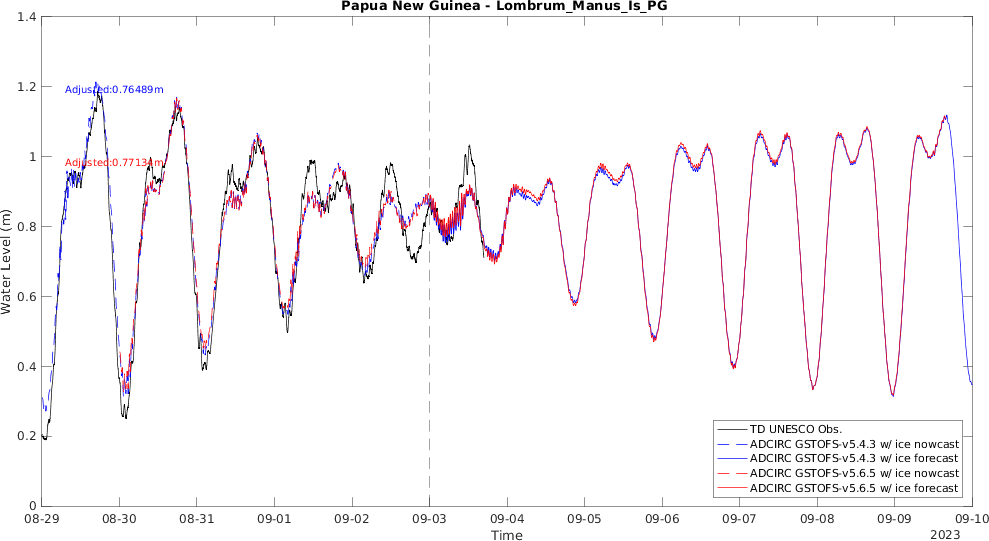 Papua New Guinea - Lombrum_Manus_Is_PG
1.4
1.2
1
0.8
0.6
0.4
0.2
0
Water Level (m)
Adjusted:0.76489m
Adjusted:0.77134m
TD UNESCO Obs.
ADCIRC GSTOFS-v5.4.3 w/ ice nowcast
ADCIRC GSTOFS-v5.4.3 w/ ice forecast
ADCIRC GSTOFS-v5.6.5 w/ ice nowcast
ADCIRC GSTOFS-v5.6.5 w/ ice forecast
08-29 08-30 08-31 09-01 09-02 09-03 09-04 09-05 09-06 09-07 09-08 09-09 09-10
Time
2023